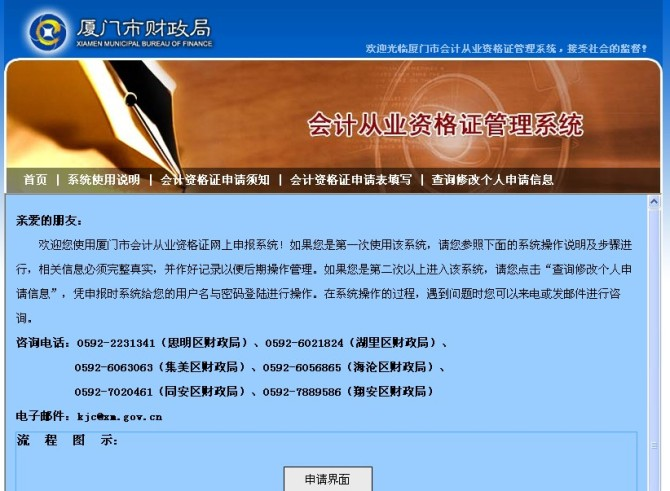 厦门市财政局
XIAMEN MUNICIPAL BUREAU OF FINANCE
欢迎光临厦门市会计从业资格证管理系统，接受社会的监督！
会计从业资格证管理系统
首页 | 系统使用说明 | 会计资格证申请须知 | 会计资格证申请表填写 | 查询修改个人申请信息
亲爱的朋友：
欢迎您使用厦门市会计从业资格证网上申报系统！如果您是第一次使用该系统，请您参照下面的系统操作说明及步骤进
行，相关信息必须完整真实，并作好记录以便后期操作管理。如果您是第二次以上进入该系统，请您点击“查询修改个人申
请信息”，凭申报时系统给您的用户名与密码登陆进行操作。在系统操作的过程，遇到问题时您可以来电或发邮件进行咨
询。
咨询电话：0592-2231341（思明区财政局）、0592-6021824（湖里区财政局）、
0592-6063063（集美区财政局）、0592-6056865（海沧区财政局）、
0592-7020461（同安区财政局）、0592-7889586（翔安区财政局）
电子邮件：kjc@xm.gov.cn
流 程 图 示：
申请界面